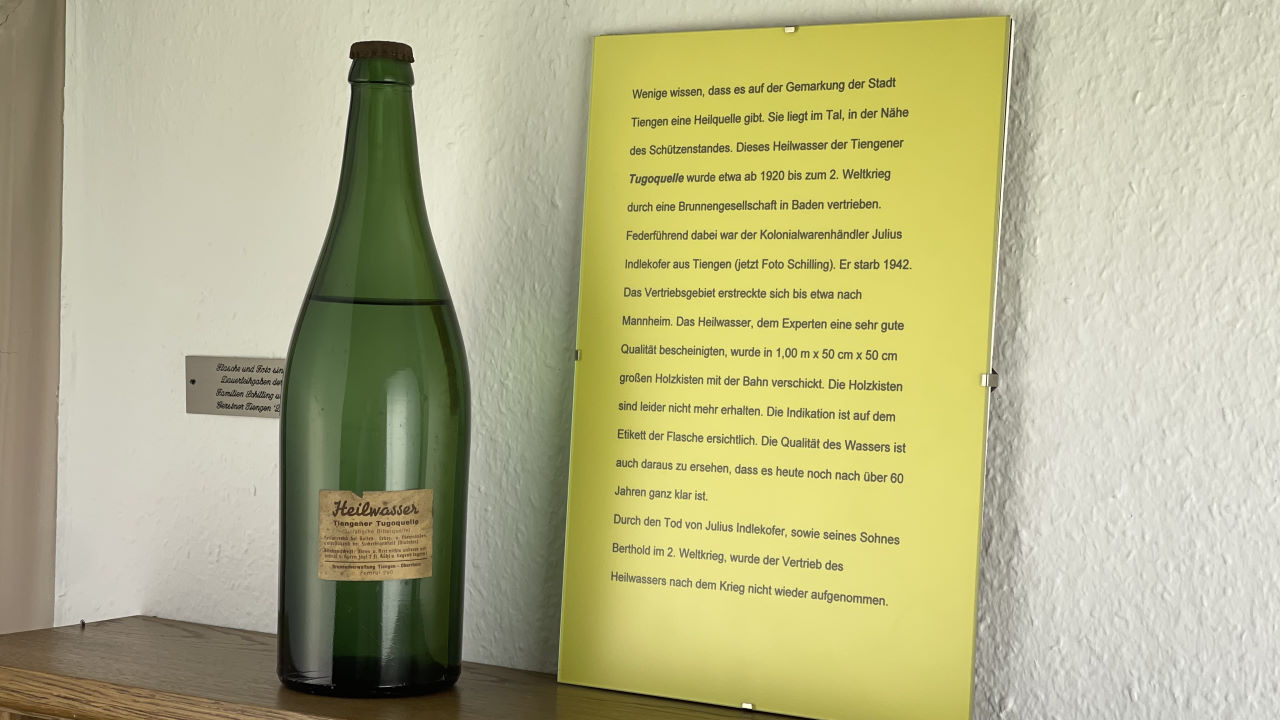 Flasche und Foto sin
Dauerleihgaben der
Familien Schilling u
Gerstner Tiengen
Heilwasser
Tiengener Tugoquelle
Brunnenverwaltung Tiengen - Oberrhein
Wenige wissen, dass es auf der Gemarkung der Stadt
Tiengen eine Heilquelle gibt. Sie liegt im Tal, in der Nähe
des Schützenstandes. Dieses Heilwasser der Tiengener
Tugoquelle wurde etwa ab 1920 bis zum 2. Weltkrieg
durch eine Brunnengesellschaft in Baden vertrieben.
Federführend dabei war der Kolonialwarenhändler Julius
Indlekofer aus Tiengen (jetzt Foto Schilling). Er starb 1942.
Das Vertriebsgebiet erstreckte sich bis etwa nach
Mannheim. Das Heilwasser, dem Experten eine sehr gute
Qualität bescheinigten, wurde in 1,00 m x 50 cm x 50 cm
großen Holzkisten mit der Bahn verschickt. Die Holzkisten
sind leider nicht mehr erhalten. Die Indikation ist auf dem
Etikett der Flasche ersichtlich. Die Qualität des Wassers ist
auch daraus zu ersehen, dass es heute noch nach über 60
Jahren ganz klar ist.
Durch den Tod von Julius Indlekofer, sowie seines Sohnes
Berthold im 2. Weltkrieg, wurde der Vertrieb des
Heilwassers nach dem Krieg nicht wieder aufgenommen.